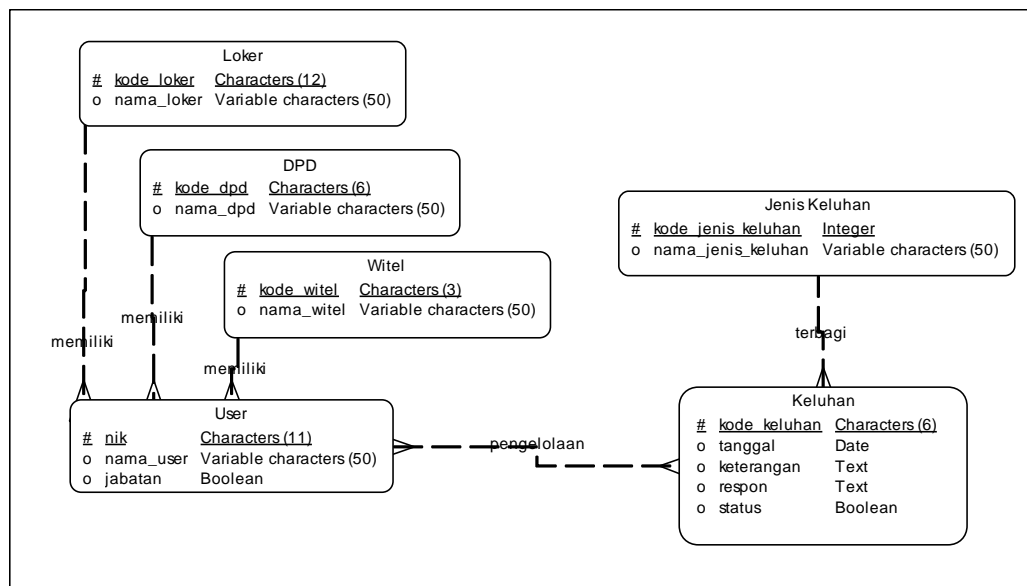 Loker
# kode_loker Characters (12)
o nama_loker Variable characters (50)
DPD
# kode_dpd Characters (6)
o nama_dpd Variable characters (50)
Witel
# kode_witel Characters (3)
o nama_witel Variable characters (50)
Jenis Keluhan
# kode_jenis_keluhan Integer
o nama_jenis_keluhan Variable characters (50)
memiliki
memiliki
memiliki
terbagi
User
# nik Characters (11)
o nama_user Variable characters (50)
o jabatan Boolean
pengelolaan
Keluhan
# kode_keluhan Characters (6)
o tanggal Date
o keterangan Text
o respon Text
o status Boolean